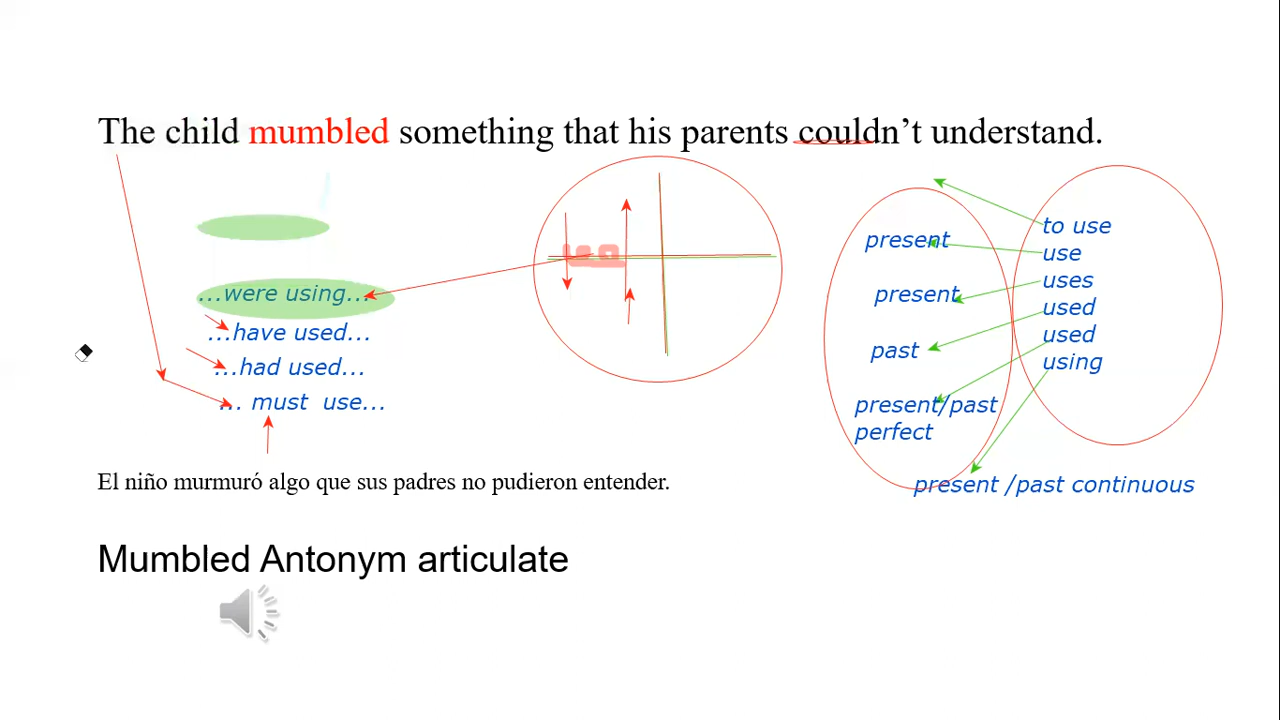 The child mumbled something that his parents couldn’t understand.
to use
present
use
uses
…were using…
present
used
…have used…
used
past
using
…had used…
… must  use…
present/past
perfect
El niño murmuró algo que sus padres no pudieron entender.
present /past continuous
Mumbled Antonym articulate